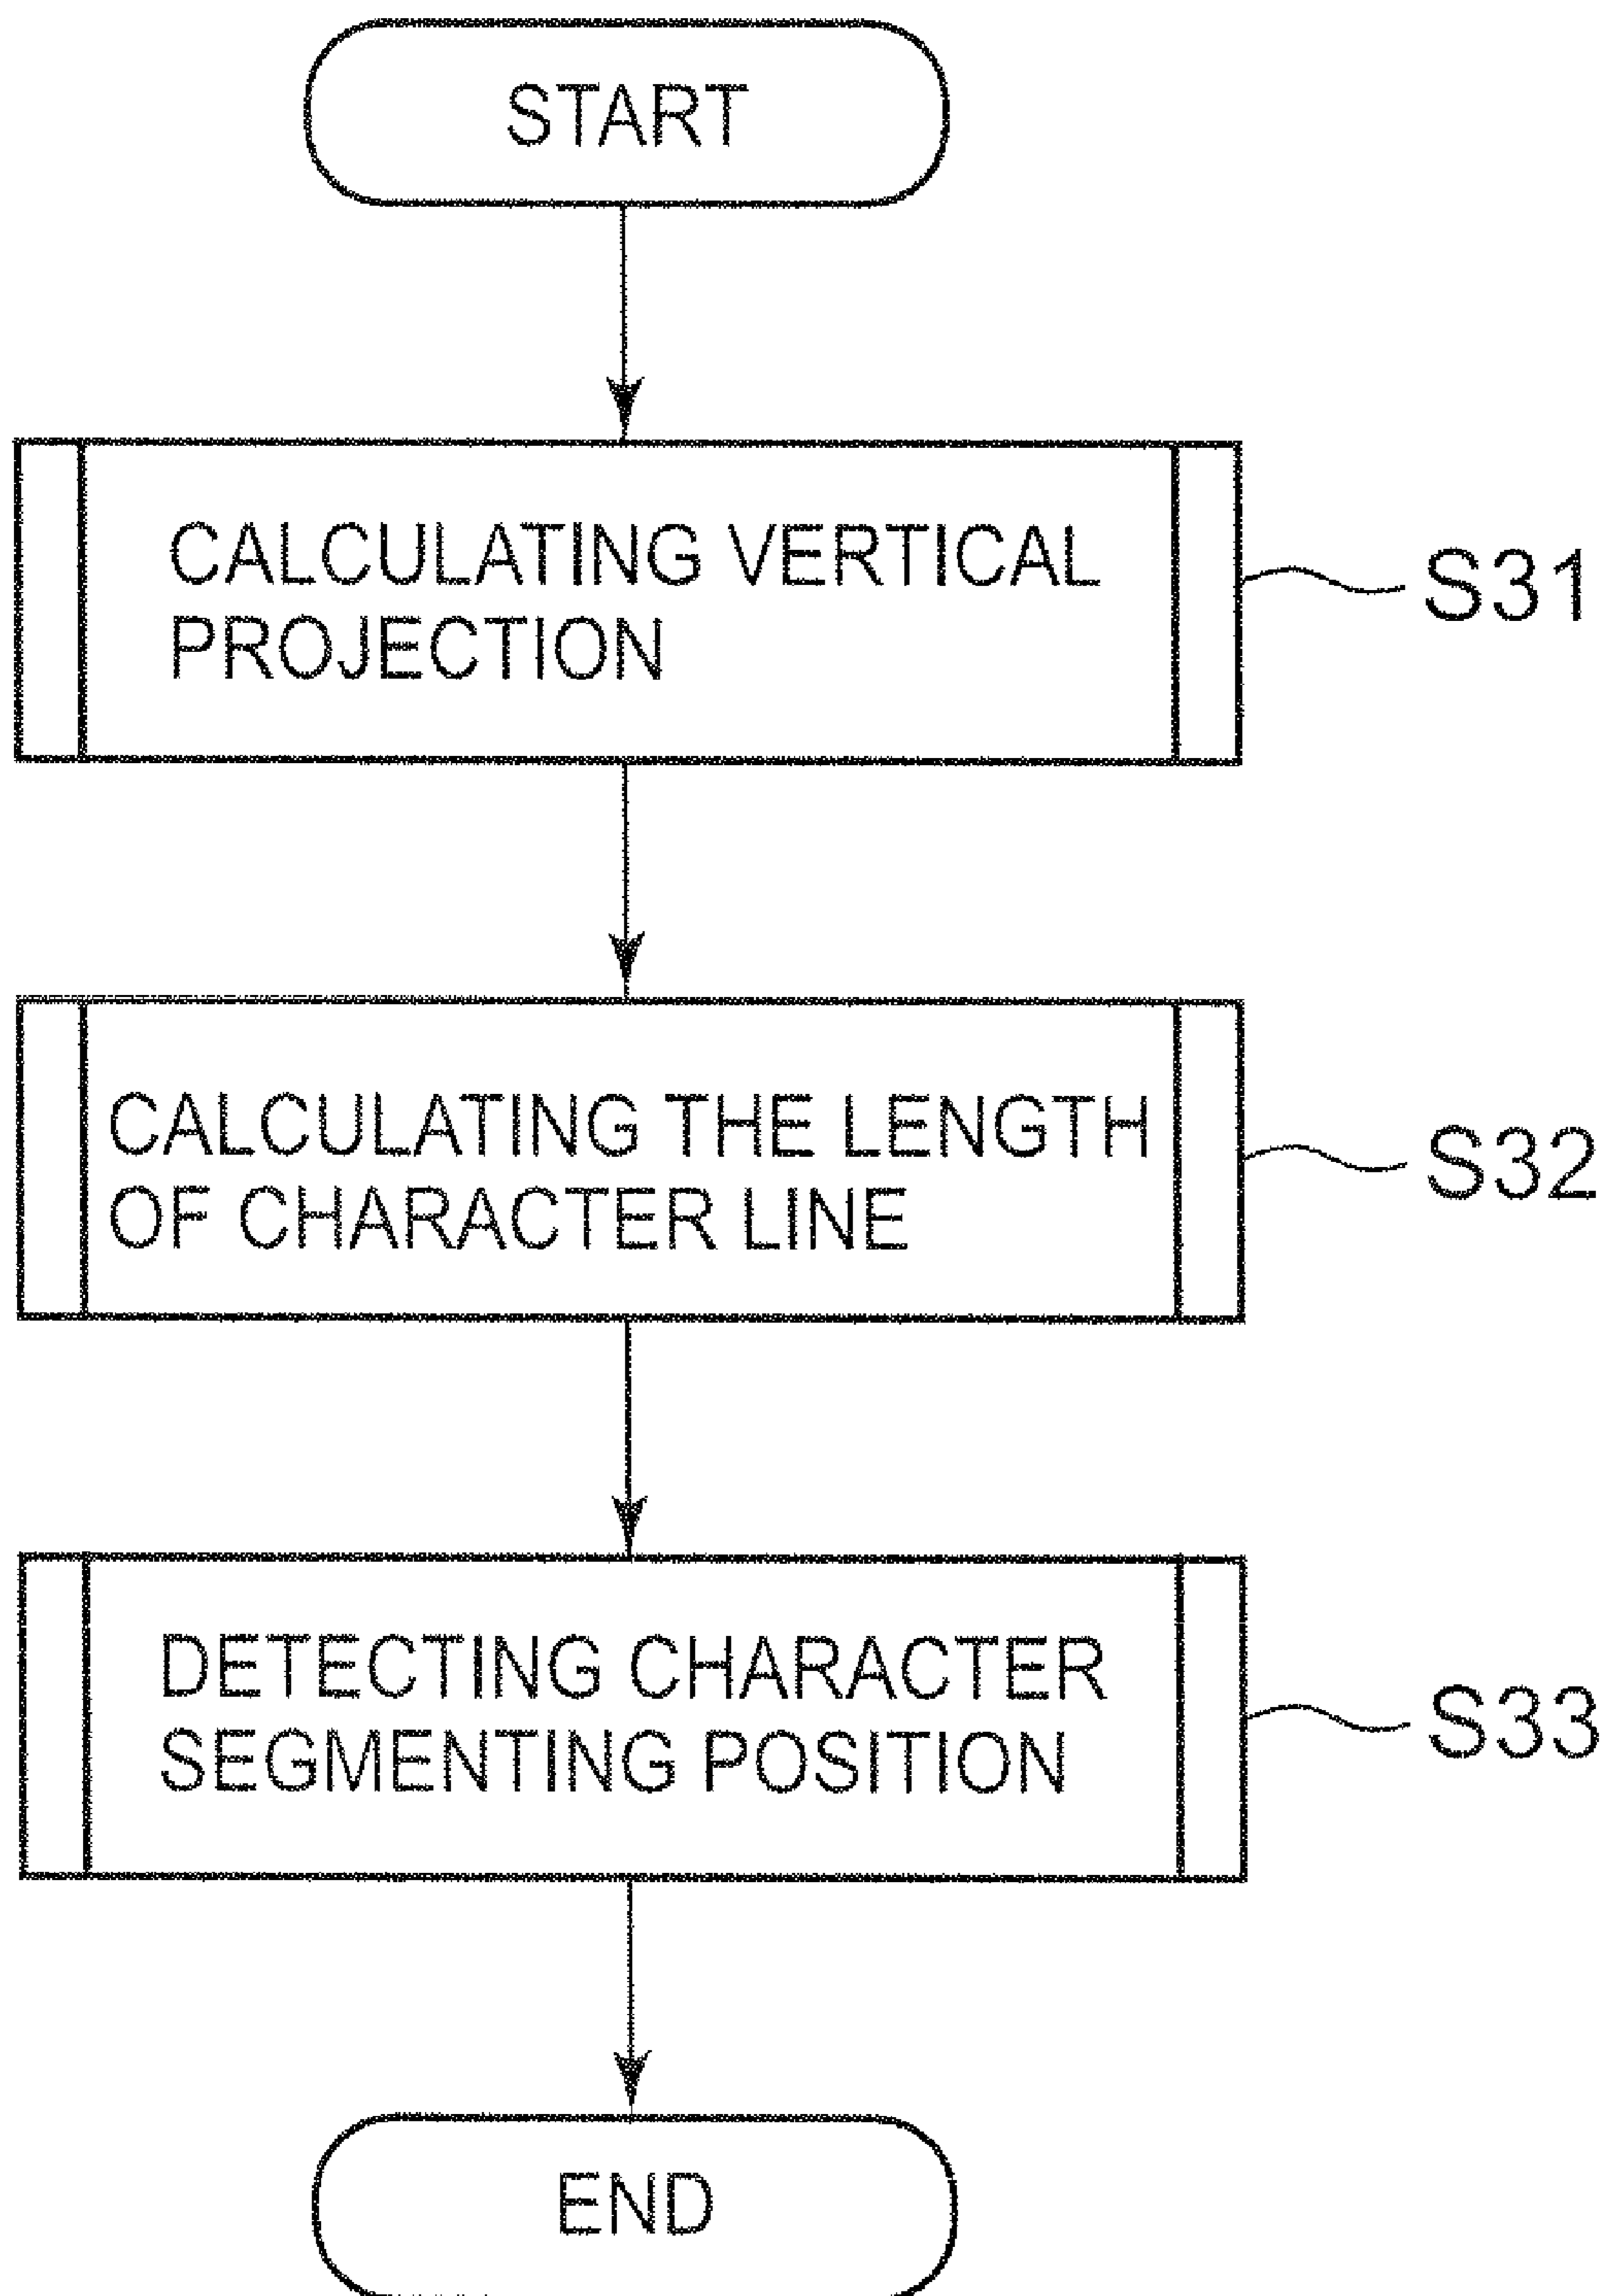 START
CALCULATING VERTICAL
PROJECTION
S31
CALCULATING THE LENGTH
OF CHARACTER LINE
S32
DETECTING CHARACTER
SEGMENTING POSITION
S33
END